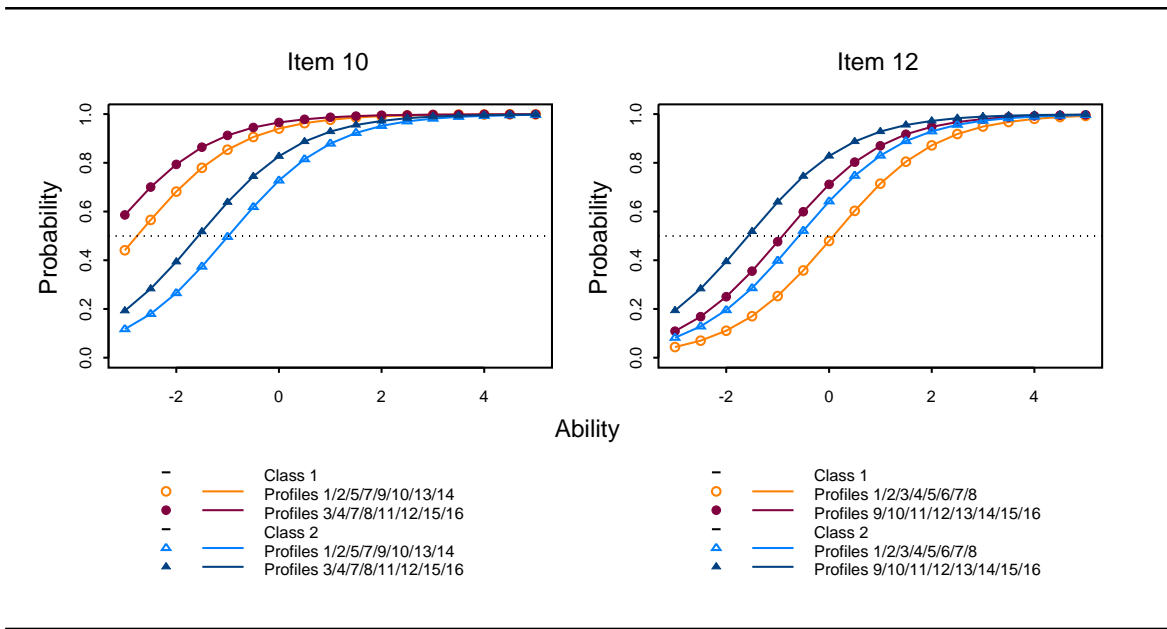 Item 10
Probability
0.0 0.2 0.4 0.6 0.8 1.0
-2 0 2 4
Item 12
Probability
0.0 0.2 0.4 0.6 0.8 1.0
-2 0 2 4
Ability
Class 1
Profiles 1/2/5/7/9/10/13/14
Profiles 3/4/7/8/11/12/15/16
Class 2
Profiles 1/2/5/7/9/10/13/14
Profiles 3/4/7/8/11/12/15/16
Class 1
Profiles 1/2/3/4/5/6/7/8
Profiles 9/10/11/12/13/14/15/16
Class 2
Profiles 1/2/3/4/5/6/7/8
Profiles 9/10/11/12/13/14/15/16